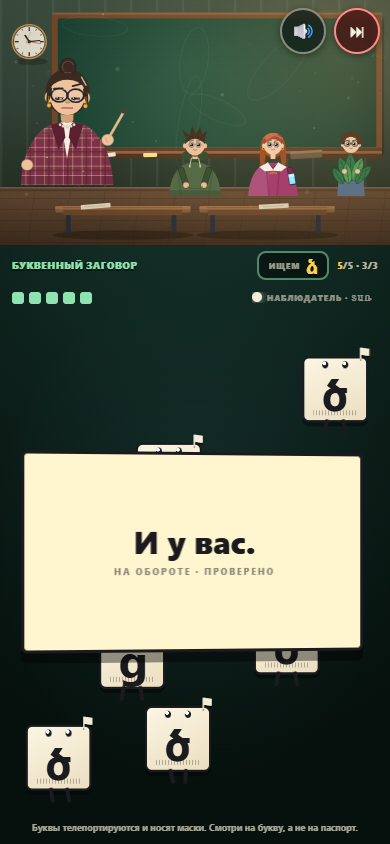 БУКВЕННЫЙ ЗАГОВОР
ИЩЕМ δ
5/5 · 3/3
НАБЛЮДАТЕЛЬ ·
δ
И у вас.
НА ОБОРОТЕ · ПРОВЕРЕНО
g
δ
δ
Буквы телепортируются и носят маски. Смотри на букву, а не на паспорт.